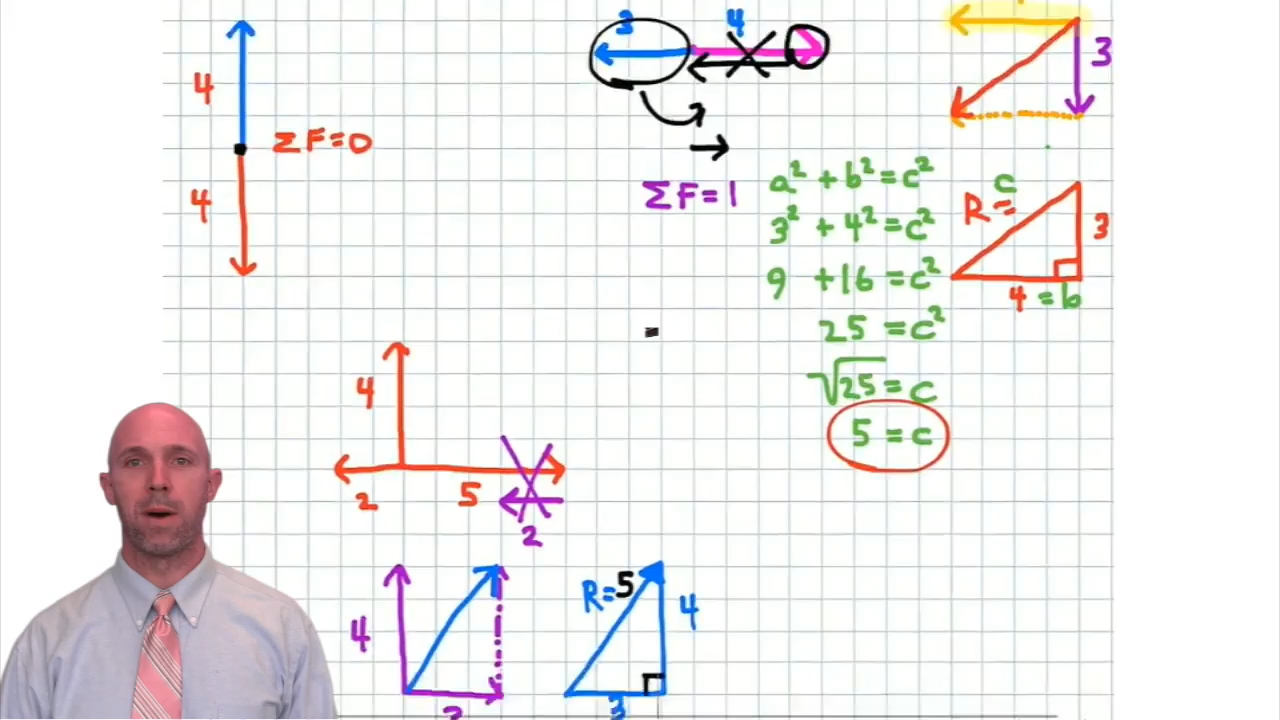 4
ΣF=0
4
3
4
ΣF=1
3
a² + b² = c²
3² + 4² = c²
9 + 16 = c²
25 = c²
√25 = c
5 = c
R = c
3
4 = b
4
2
5
2
4
R=5
4
3